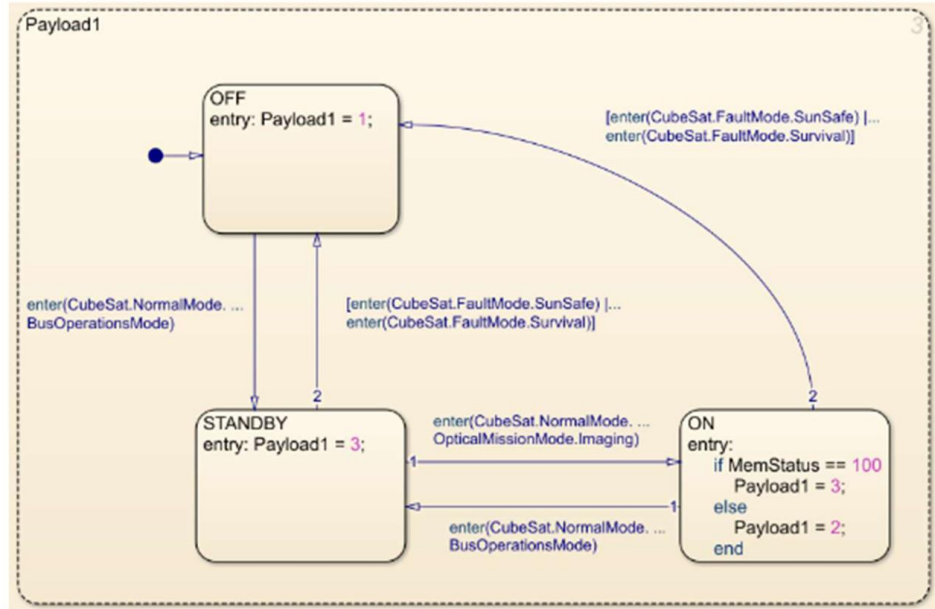 Payload1
3
OFF
entry: Payload1 = 1;
[enter(CubeSat.FaultMode.SunSafe) |...
enter(CubeSat.FaultMode.Survival)]
enter(CubeSat.NormalMode. ...
BusOperationsMode)
[enter(CubeSat.FaultMode.SunSafe) |...
enter(CubeSat.FaultMode.Survival)]
2
2
STANDBY
entry: Payload1 = 3;
enter(CubeSat.NormalMode. ...
OpticalMissionMode.Imaging)
1
ON
entry:
if MemStatus == 100
Payload1 = 3;
else
Payload1 = 2;
end
1
enter(CubeSat.NormalMode. ...
BusOperationsMode)